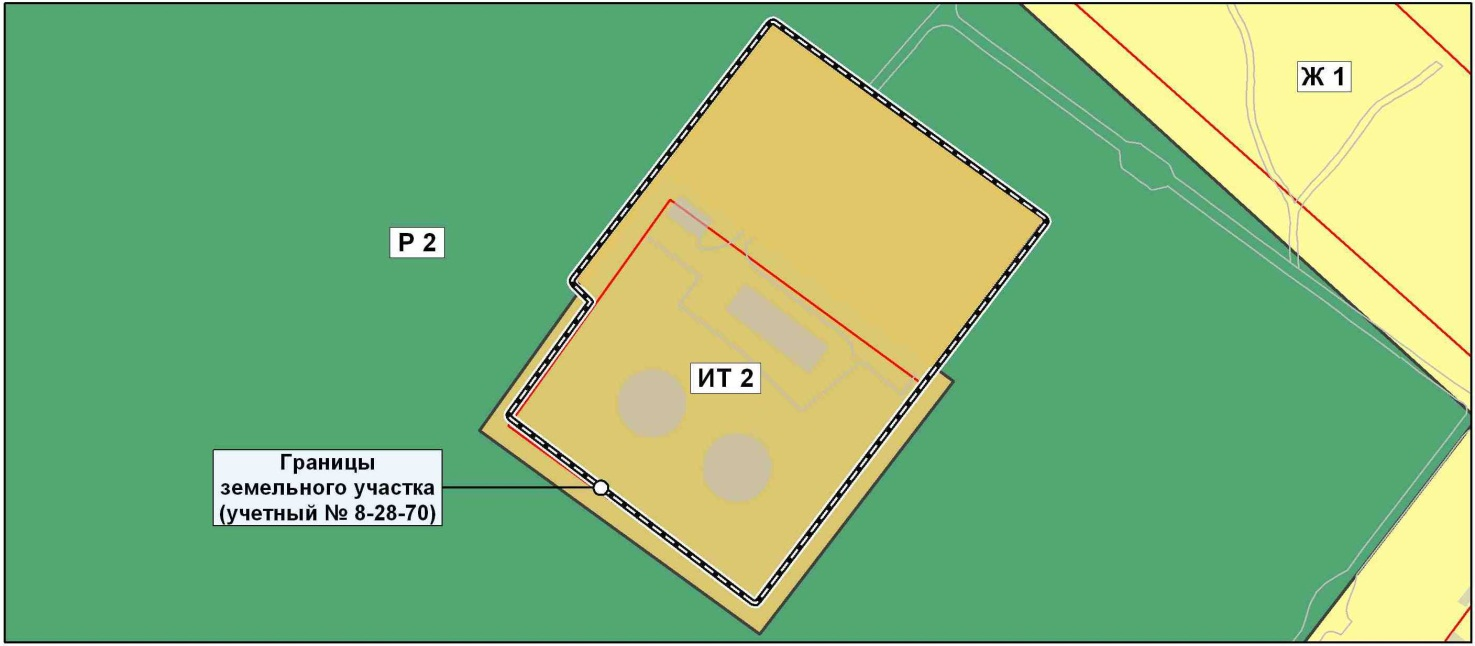 Ж 1
Р 2
ИТ 2
Границы
земельного участка
(учетный № 8-28-70)